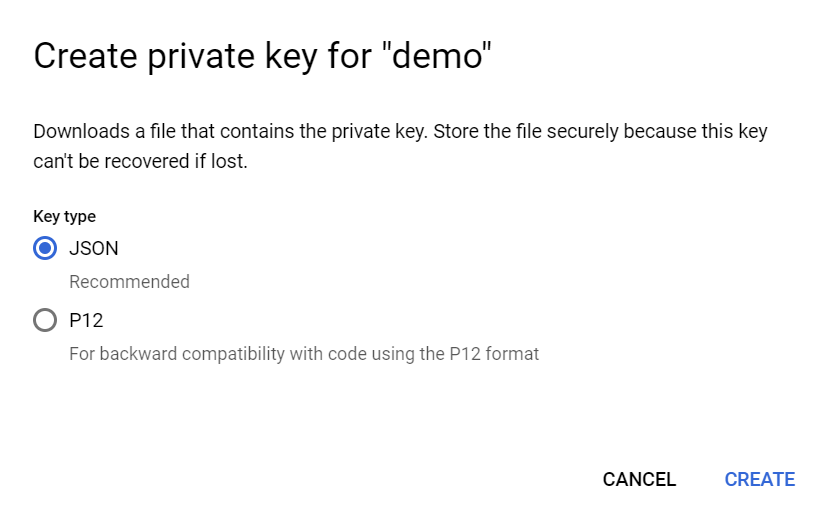 Create private key for "demo"
Downloads a file that contains the private key. Store the file securely because this key
can't be recovered if lost.
Key type
JSON
Recommended
P12
For backward compatibility with code using the P12 format
CANCEL
CREATE